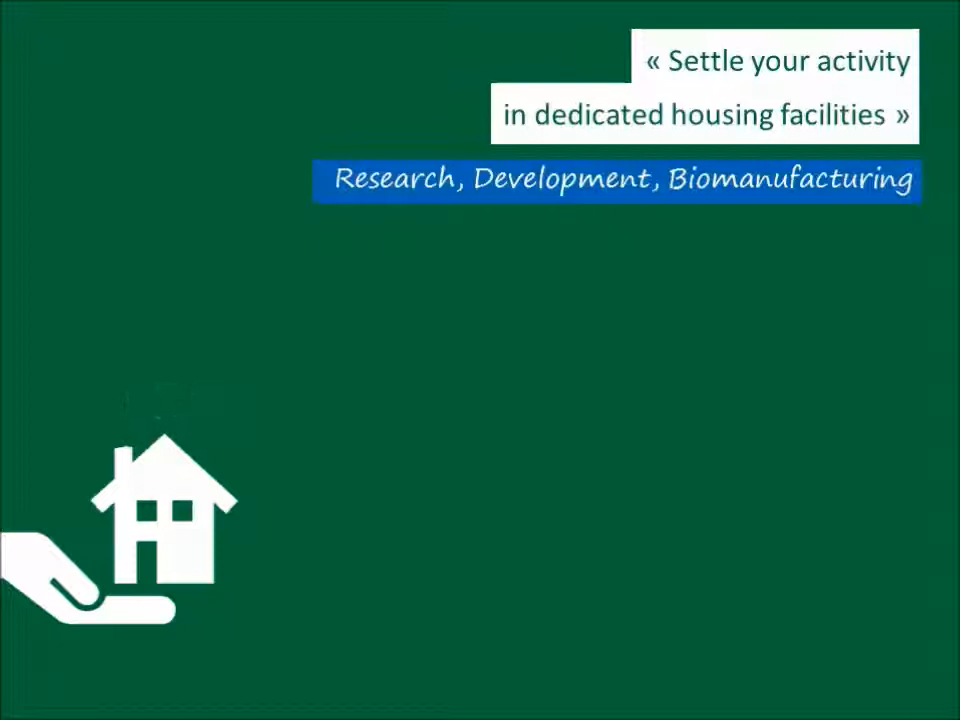 « Settle your activity
in dedicated housing facilities »
Research, Development, Biomanufacturing